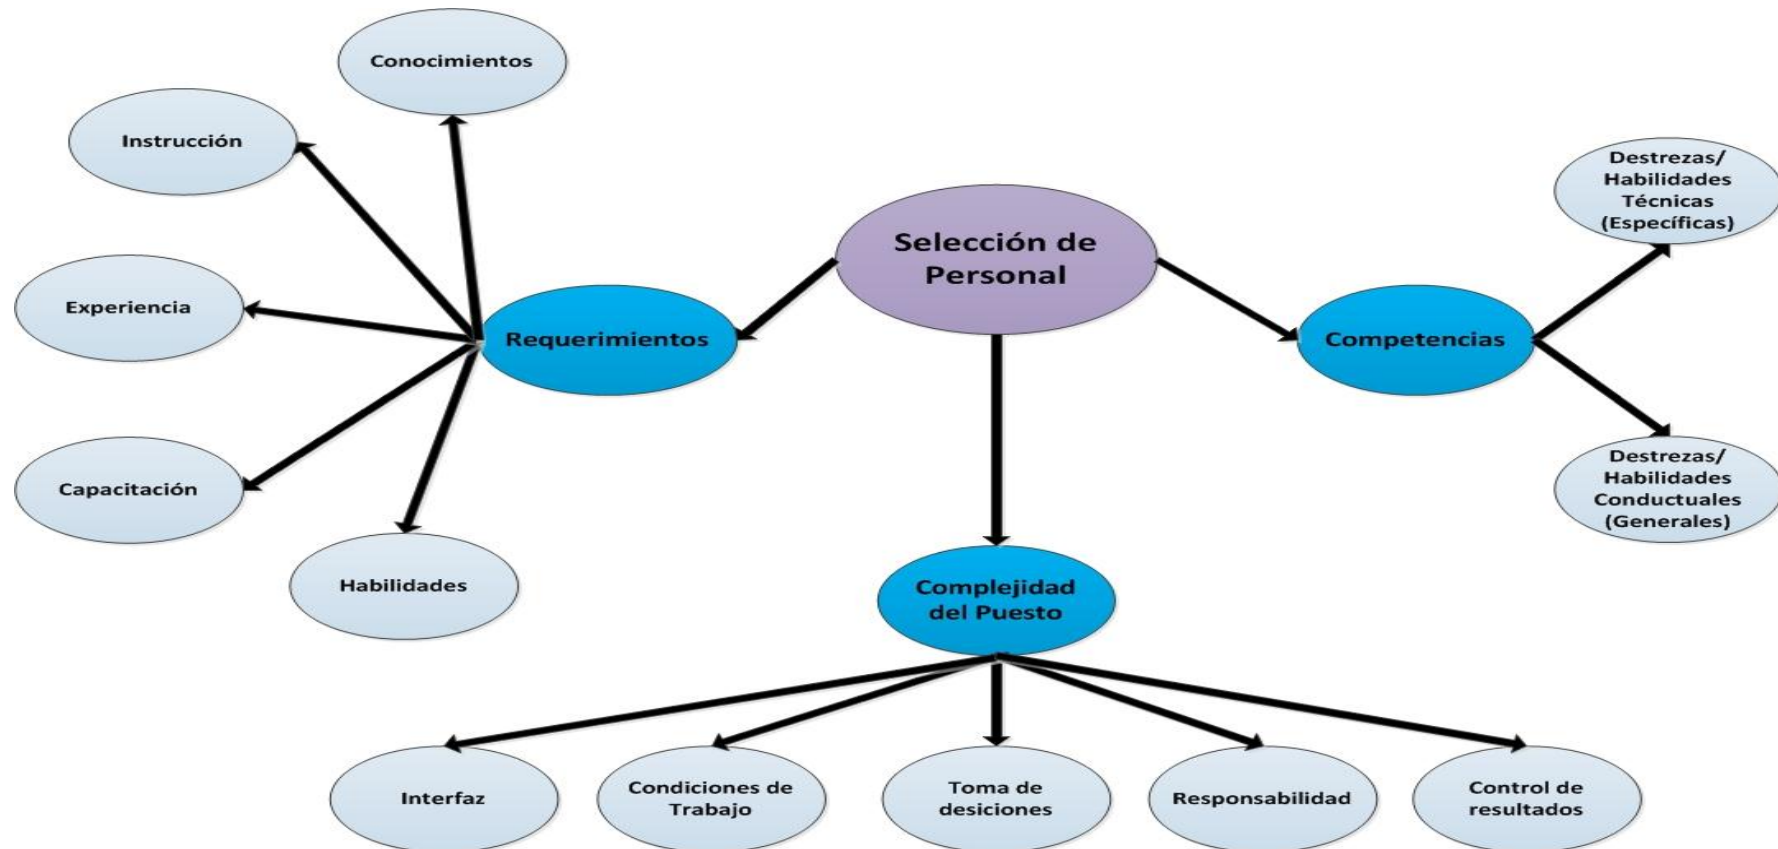 Conocimientos
Instrucción
Experiencia
Capacitación
Habilidades
Requerimientos
Selección de
Personal
Competencias
Destrezas/
Habilidades
Técnicas
(Específicas)
Destrezas/
Habilidades
Conductuales
(Generales)
Complejidad
del Puesto
Interfaz
Condiciones de
Trabajo
Toma de
desiciones
Responsabilidad
Control de
resultados